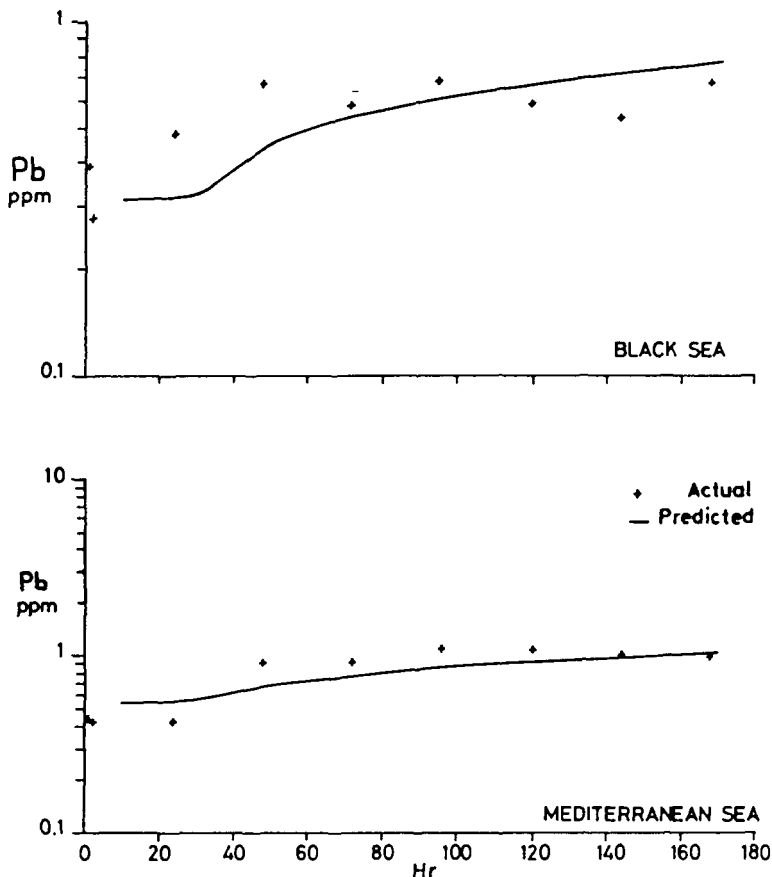 1
Pb
ppm
0.1
BLACK SEA
10
Actual
Predicted
Pb
ppm
1
0.1
MEDITERRANEAN SEA
0 20 40 60 80 100 120 140 160 180
Hr